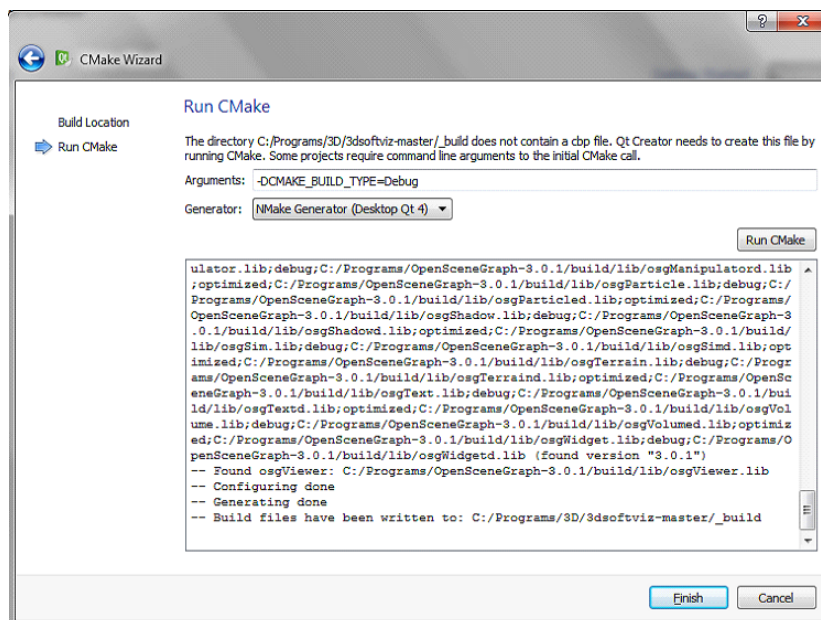 CMake Wizard
Run CMake
Build Location
Run CMake
The directory C:/Programs/3D/3dsoftviz-master/_build does not contain a cbp file. Qt Creator needs to create this file by
running CMake. Some projects require command line arguments to the initial CMake call.
Arguments: -DCMAKE_BUILD_TYPE=Debug
Generator: NMake Generator (Desktop Qt 4)
Run CMake
ulator.lib;debug;C:/Programs/OpenSceneGraph-3.0.1/build/lib/osgManipulatord.lib
;optimized;C:/Programs/OpenSceneGraph-3.0.1/build/lib/osgParticle.lib;debug;C:/
Programs/OpenSceneGraph-3.0.1/build/lib/osgParticled.lib;optimized;C:/Programs/
OpenSceneGraph-3.0.1/build/lib/osgShadow.lib;debug;C:/Programs/OpenSceneGraph-3
.0.1/build/lib/osgShadowd.lib;optimized;C:/Programs/OpenSceneGraph-3.0.1/build/
lib/osgSim.lib;debug;C:/Programs/OpenSceneGraph-3.0.1/build/lib/osgSimd.lib;opt
imized;C:/Programs/OpenSceneGraph-3.0.1/build/lib/osgTerrain.lib;debug;C:/Progr
ams/OpenSceneGraph-3.0.1/build/lib/osgTerraind.lib;optimized;C:/Programs/OpenSc
eneGraph-3.0.1/build/lib/osgText.lib;debug;C:/Programs/OpenSceneGraph-3.0.1/bui
ld/lib/osgTextd.lib;optimized;C:/Programs/OpenSceneGraph-3.0.1/build/lib/osgVol
ume.lib;debug;C:/Programs/OpenSceneGraph-3.0.1/build/lib/osgVolumed.lib;optimiz
ed;C:/Programs/OpenSceneGraph-3.0.1/build/lib/osgWidget.lib;debug;C:/Programs/O
penSceneGraph-3.0.1/build/lib/osgWidgetd.lib (found version "3.0.1")
-- Found osgViewer: C:/Programs/OpenSceneGraph-3.0.1/build/lib/osgViewer.lib
-- Configuring done
-- Generating done
-- Build files have been written to: C:/Programs/3D/3dsoftviz-master/_build
Finish
Cancel